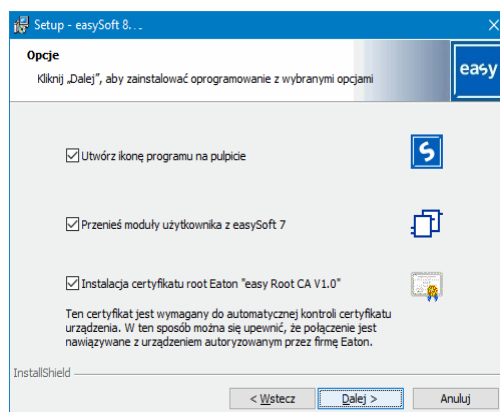 Setup - easySoft 8...
Opcje
Kliknij „Dalej”, aby zainstalować oprogramowanie z wybranymi opcjami
easy
Utwórz ikonę programu na pulpicie
S
Przenieś moduły użytkownika z easySoft 7
Instalacja certyfikatu root Eaton "easy Root CA V1.0"
Ten certyfikat jest wymagany do automatycznej kontroli certyfikatu
urządzenia. W ten sposób można się upewnić, że połączenie jest
nawiązywane z urządzeniem autoryzowanym przez firmę Eaton.
InstallShield
< Wstecz
Dalej >
Anuluj